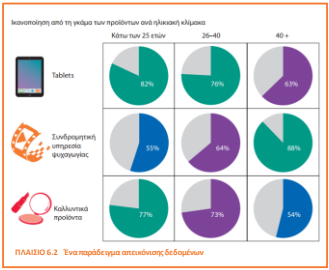 Ικανοποίηση από τη γκάμα των προϊόντων ανά ηλικιακή κλίμακα
Κάτω των 25 ετών 26–40 40 +
Tablets 82% 76% 63%
Συνδρομητική
υπηρεσία
ψυχαγωγίας
55% 64% 88%
Καλλυντικά
προϊόντα
77% 73% 54%
ΠΛΑΙΣΙΟ 6.2 Ένα παράδειγμα απεικόνισης δεδομένων